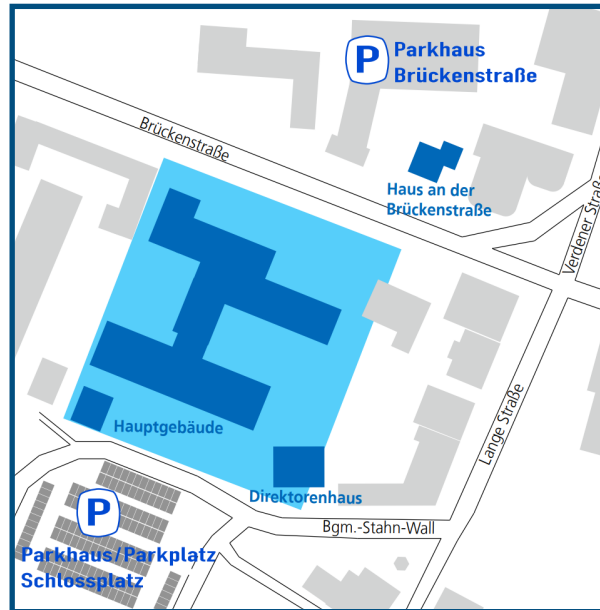 P Parkhaus
Brückenstraße
Brückenstraße
Haus an der
Brückenstraße
Verdener Straße
Lange Straße
Hauptgebäude
Direktorenhaus
Bgm.-Stahn-Wall
P
Parkhaus/Parkplatz
Schlossplatz